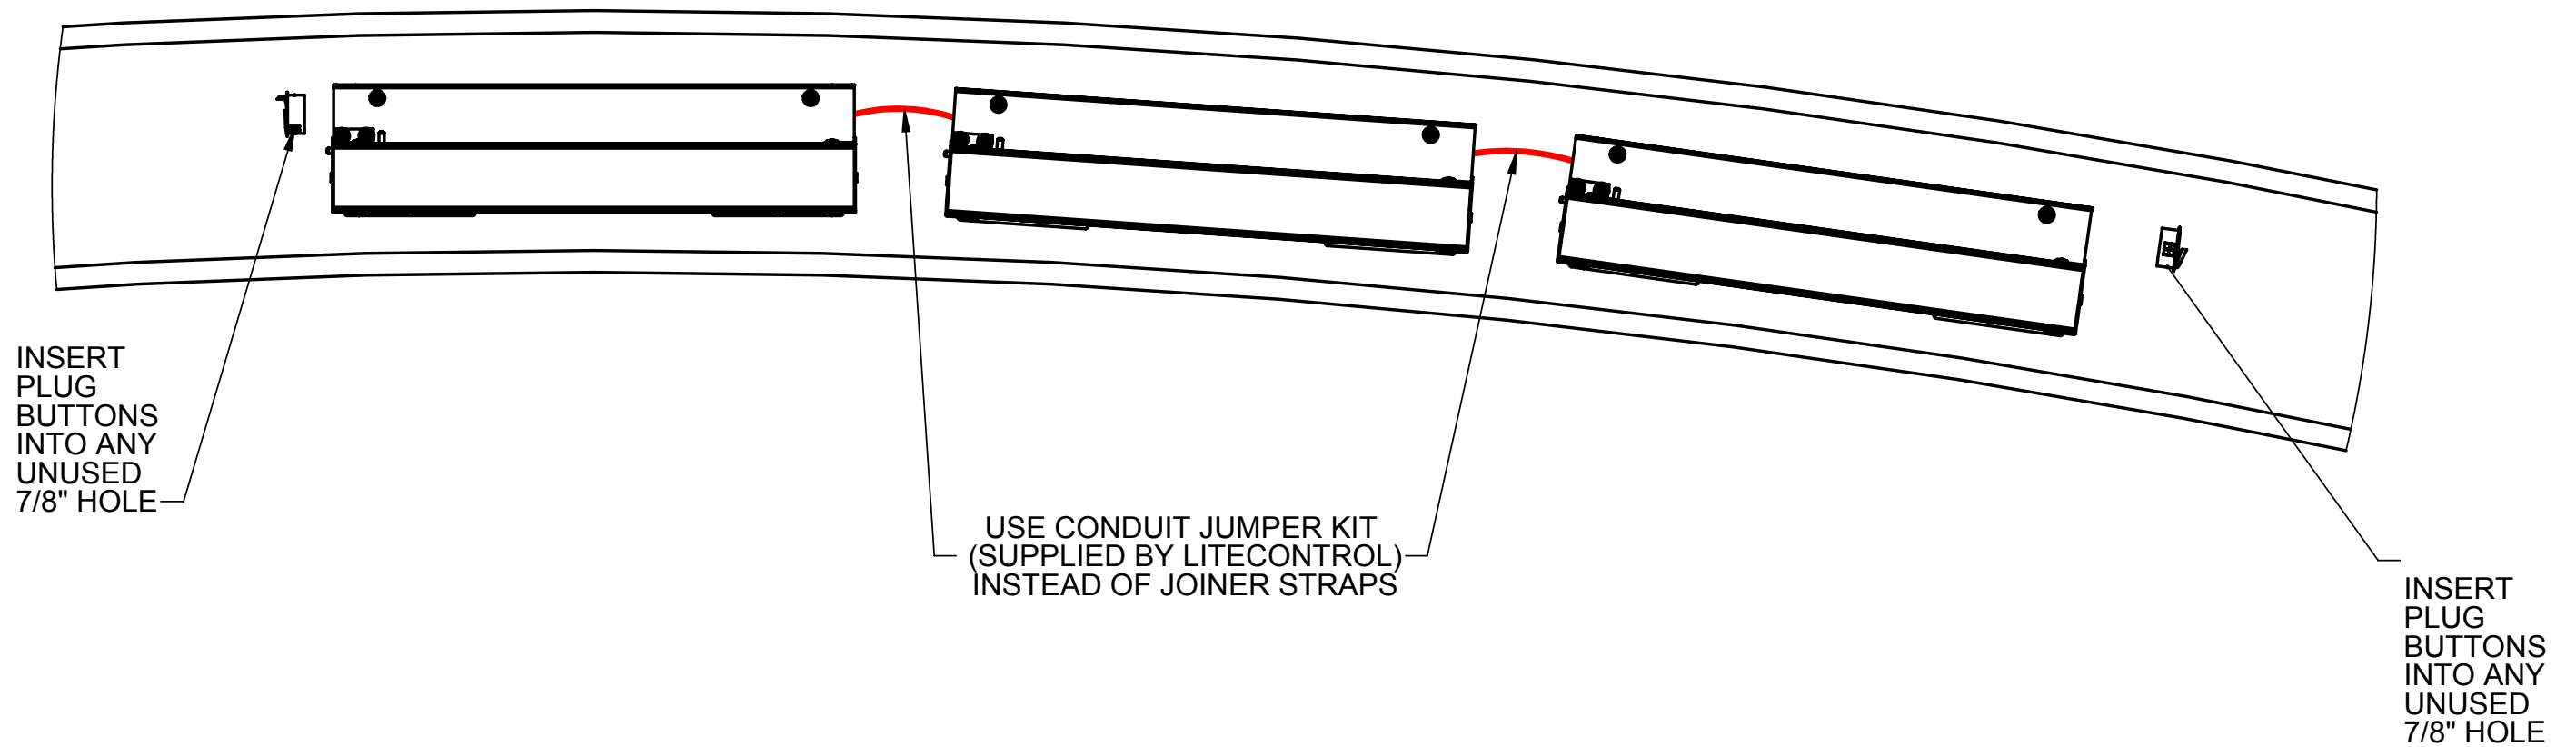 INSERT
PLUG
BUTTONS
INTO ANY
UNUSED
7/8" HOLE
USE CONDUIT JUMPER KIT
(SUPPLIED BY LITECONTROL)
INSTEAD OF JOINER STRAPS
INSERT
PLUG
BUTTONS
INTO ANY
UNUSED
7/8" HOLE